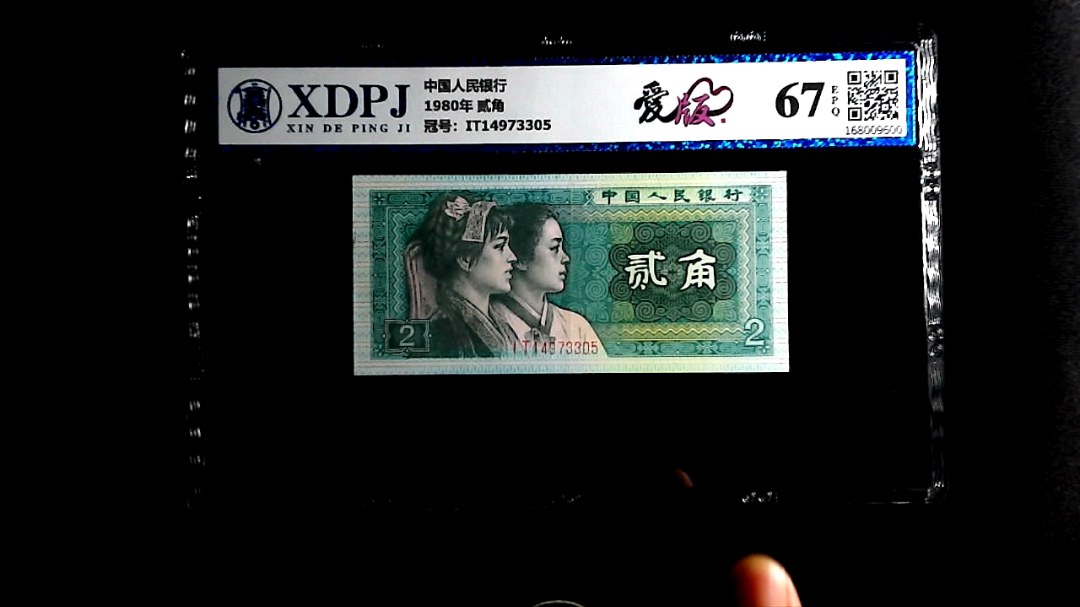 XDPJ
XIN DE PING JI
中国人民银行
1980年 贰角
冠号: IT14973305
爱版
67
EPQ
168009600
中国人民银行
贰角
2
2
IT14973305